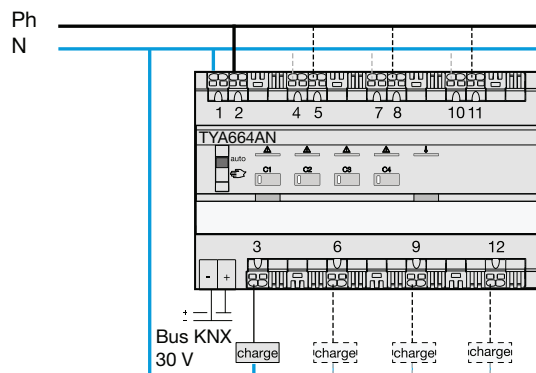 Ph
N
1 2 4 5 7 8 10 11
TYA664AN
auto
C1 C2 C3 C4
3 6 9 12
- +
- +
Bus KNX
30 V
charge charge charge charge